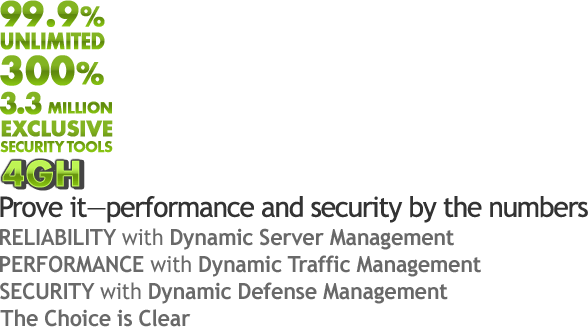 99.9%
UNLIMITED
300%
3.3 MILLION
EXCLUSIVE
SECURITY TOOLS
4GH
Prove it—performance and security by the numbers
RELIABILITY with Dynamic Server Management
PERFORMANCE with Dynamic Traffic Management
SECURITY with Dynamic Defense Management
The Choice is Clear